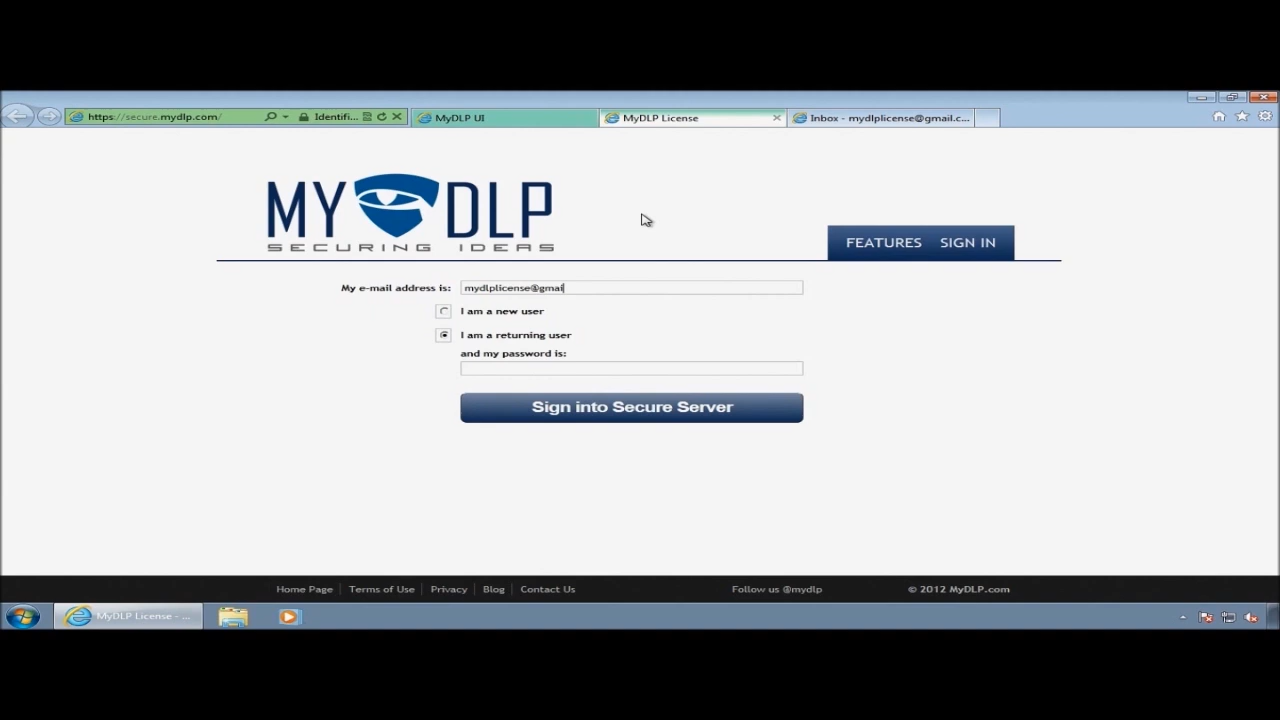 https://secure.mydlp.com/ Identifi... MyDLP UI MyDLP License Inbox - mydlplicense@gmail.c...
MY DLP
SECURING IDEAS
FEATURES SIGN IN
My e-mail address is: mydlplicense@gmai
I am a new user
I am a returning user
and my password is:
Sign into Secure Server
Home Page Terms of Use Privacy Blog Contact Us Follow us @mydlp © 2012 MyDLP.com
MyDLP License - ...